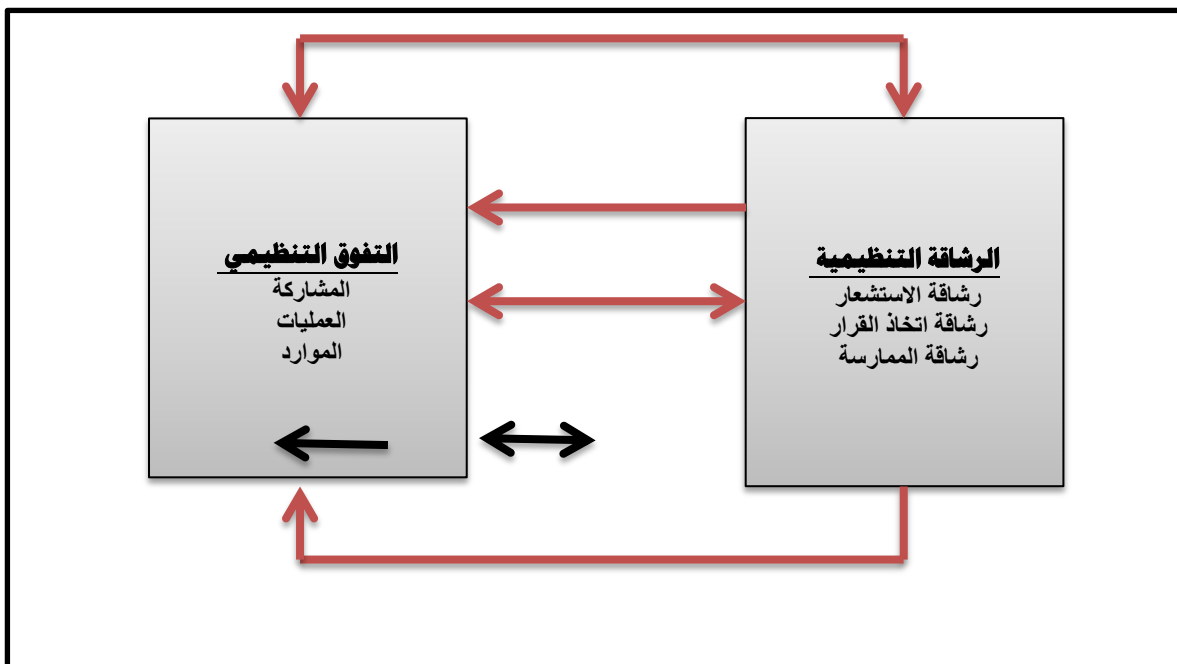 الرشاقة التنظيمية
رشاقة الاستشعار
رشاقة اتخاذ القرار
رشاقة الممارسة
التفوق التنظيمي
المشاركة
العمليات
الموارد